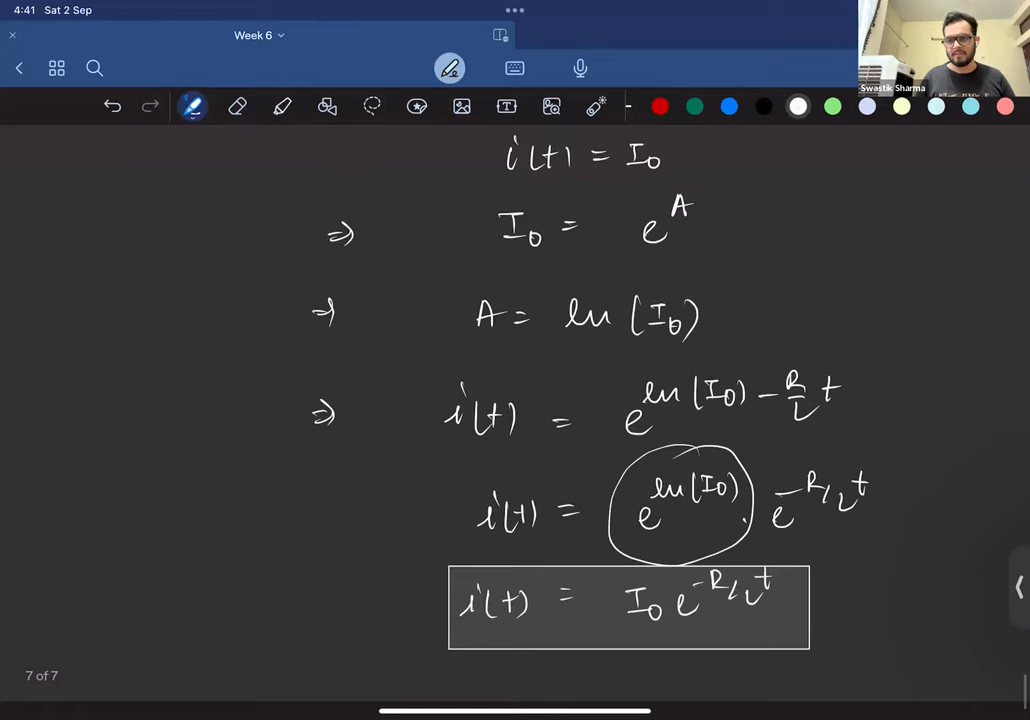 4:41 Sat 2 Sep
Week 6
Swastik Sharma
i(t) = I₀
⇒ I₀ = e^A
⇒ A = ln (I₀)
⇒ i(t) = e^(ln(I₀) - R/L t)
i(t) = e^(ln(I₀)) . e^(-R/L t)
i(t) = I₀ e^(-R/L t)
7 of 7